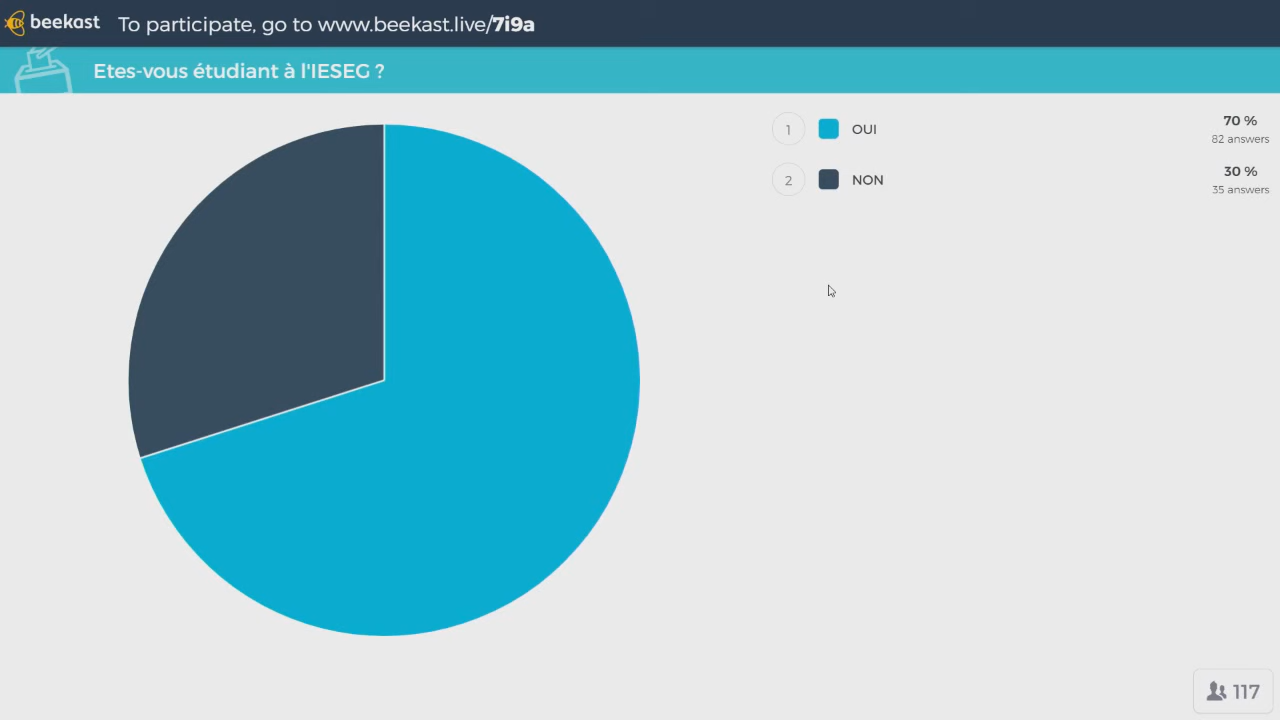 beekast To participate, go to www.beekast.live/7i9a
Etes-vous étudiant à l'IESEG ?
1 OUI 70 %
82 answers
2 NON 30 %
35 answers
117